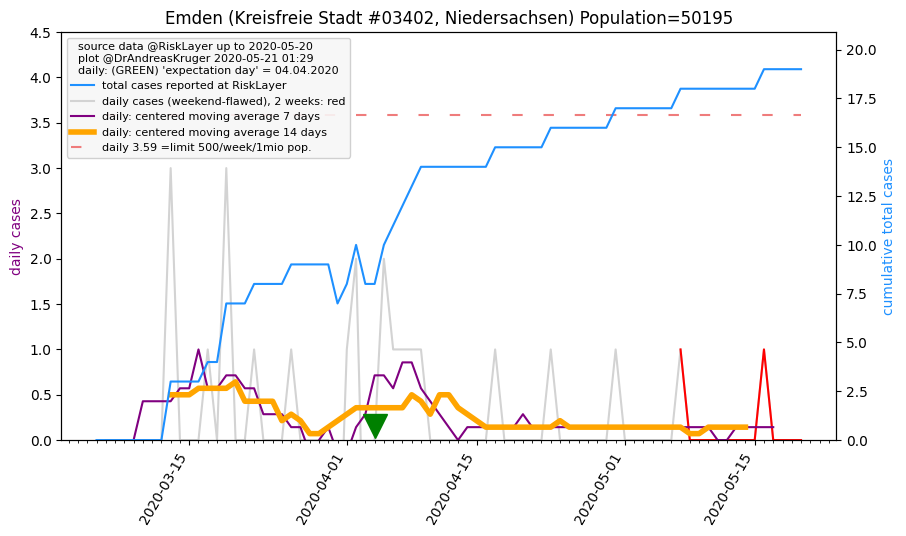 Emden (Kreisfreie Stadt #03402, Niedersachsen) Population=50195
source data @RiskLayer up to 2020-05-20
plot @DrAndreasKruger 2020-05-21 01:29
daily: (GREEN) 'expectation day' = 04.04.2020
total cases reported at RiskLayer
daily cases (weekend-flawed), 2 weeks: red
daily: centered moving average 7 days
daily: centered moving average 14 days
daily 3.59 =limit 500/week/1mio pop.
daily cases
4.5
4.0
3.5
3.0
2.5
2.0
1.5
1.0
0.5
0.0
20.0
17.5
15.0
12.5
10.0
7.5
5.0
2.5
0.0
cumulative total cases
2020-03-15
2020-04-01
2020-04-15
2020-05-01
2020-05-15